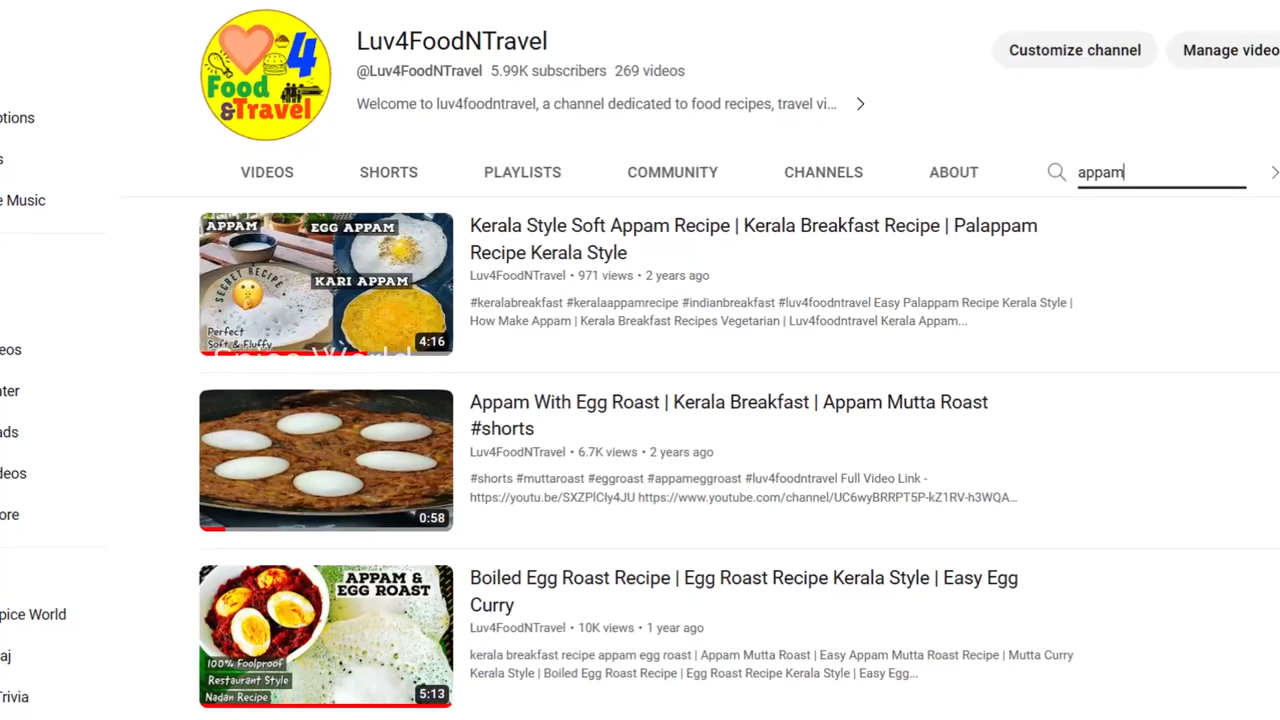 4
Food
&Travel
Luv4FoodNTravel
@Luv4FoodNTravel 5.99K subscribers 269 videos
Welcome to luv4foodntravel, a channel dedicated to food recipes, travel vi...
Customize channel
Manage video
ptions
s
e Music
eos
ater
ads
deos
ore
pice World
aj
Trivia
VIDEOS
SHORTS
PLAYLISTS
COMMUNITY
CHANNELS
ABOUT
appam
APPAM
EGG APPAM
KARI APPAM
SECRET RECIPE
Perfect
Soft & Fluffy
4:16
Spice World
Kerala Style Soft Appam Recipe | Kerala Breakfast Recipe | Palappam
Recipe Kerala Style
Luv4FoodNTravel • 971 views • 2 years ago
#keralabreakfast #keralaappamrecipe #indianbreakfast #luv4foodntravel Easy Palappam Recipe Kerala Style |
How Make Appam | Kerala Breakfast Recipes Vegetarian | Luv4foodntravel Kerala Appam...
0:58
Appam With Egg Roast | Kerala Breakfast | Appam Mutta Roast
#shorts
Luv4FoodNTravel • 6.7K views • 2 years ago
#shorts #muttaroast #eggroast #appameggroast #luv4foodntravel Full Video Link -
https://youtu.be/SXZPlCIy4JU https://www.youtube.com/channel/UC6wyBRRPT5P-kZ1RV-h3WQA...
APPAM &
EGG ROAST
100% Foolproof
Restaurant Style
Nadan Recipe
5:13
Boiled Egg Roast Recipe | Egg Roast Recipe Kerala Style | Easy Egg
Curry
Luv4FoodNTravel • 10K views • 1 year ago
kerala breakfast recipe appam egg roast | Appam Mutta Roast | Easy Appam Mutta Roast Recipe | Mutta Curry
Kerala Style | Boiled Egg Roast Recipe | Egg Roast Recipe Kerala Style | Easy Egg...